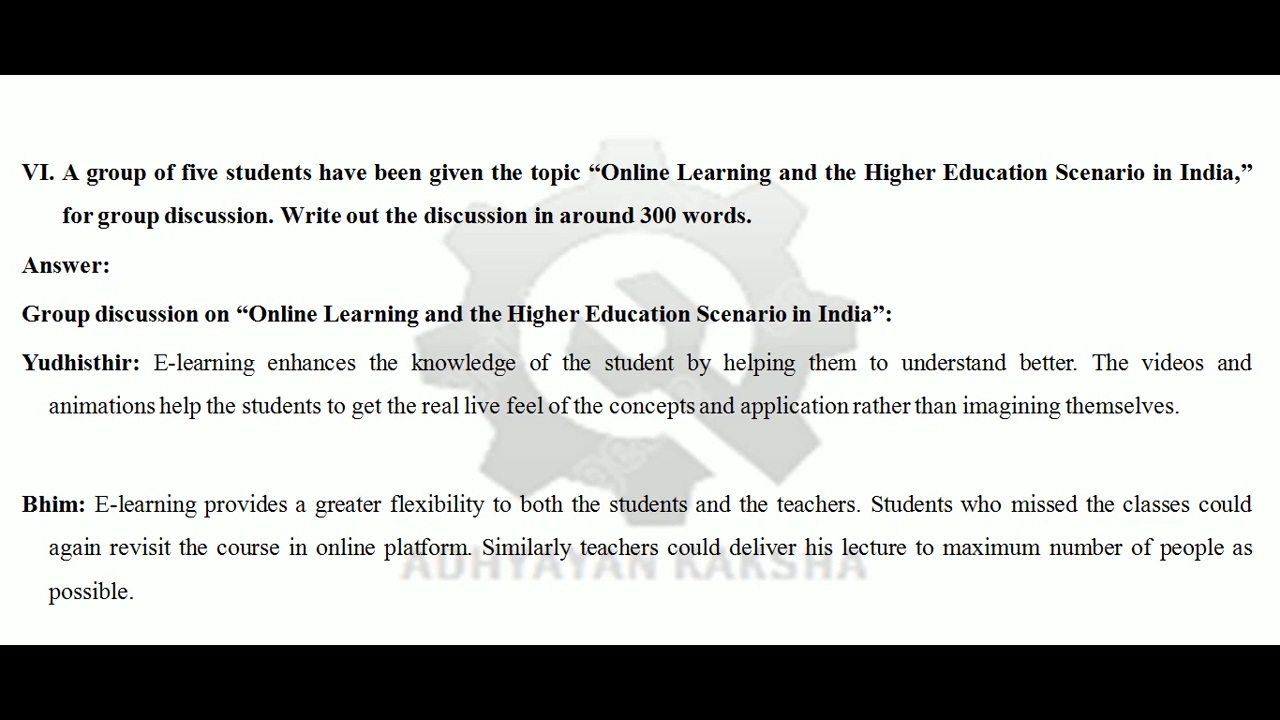 VI. A group of five students have been given the topic “Online Learning and the Higher Education Scenario in India,”
for group discussion. Write out the discussion in around 300 words.
Answer:
Group discussion on “Online Learning and the Higher Education Scenario in India”:
Yudhisthir: E-learning enhances the knowledge of the student by helping them to understand better. The videos and
animations help the students to get the real live feel of the concepts and application rather than imagining themselves.
Bhim: E-learning provides a greater flexibility to both the students and the teachers. Students who missed the classes could
again revisit the course in online platform. Similarly teachers could deliver his lecture to maximum number of people as
possible.
ADHYAYAN KAKSHA